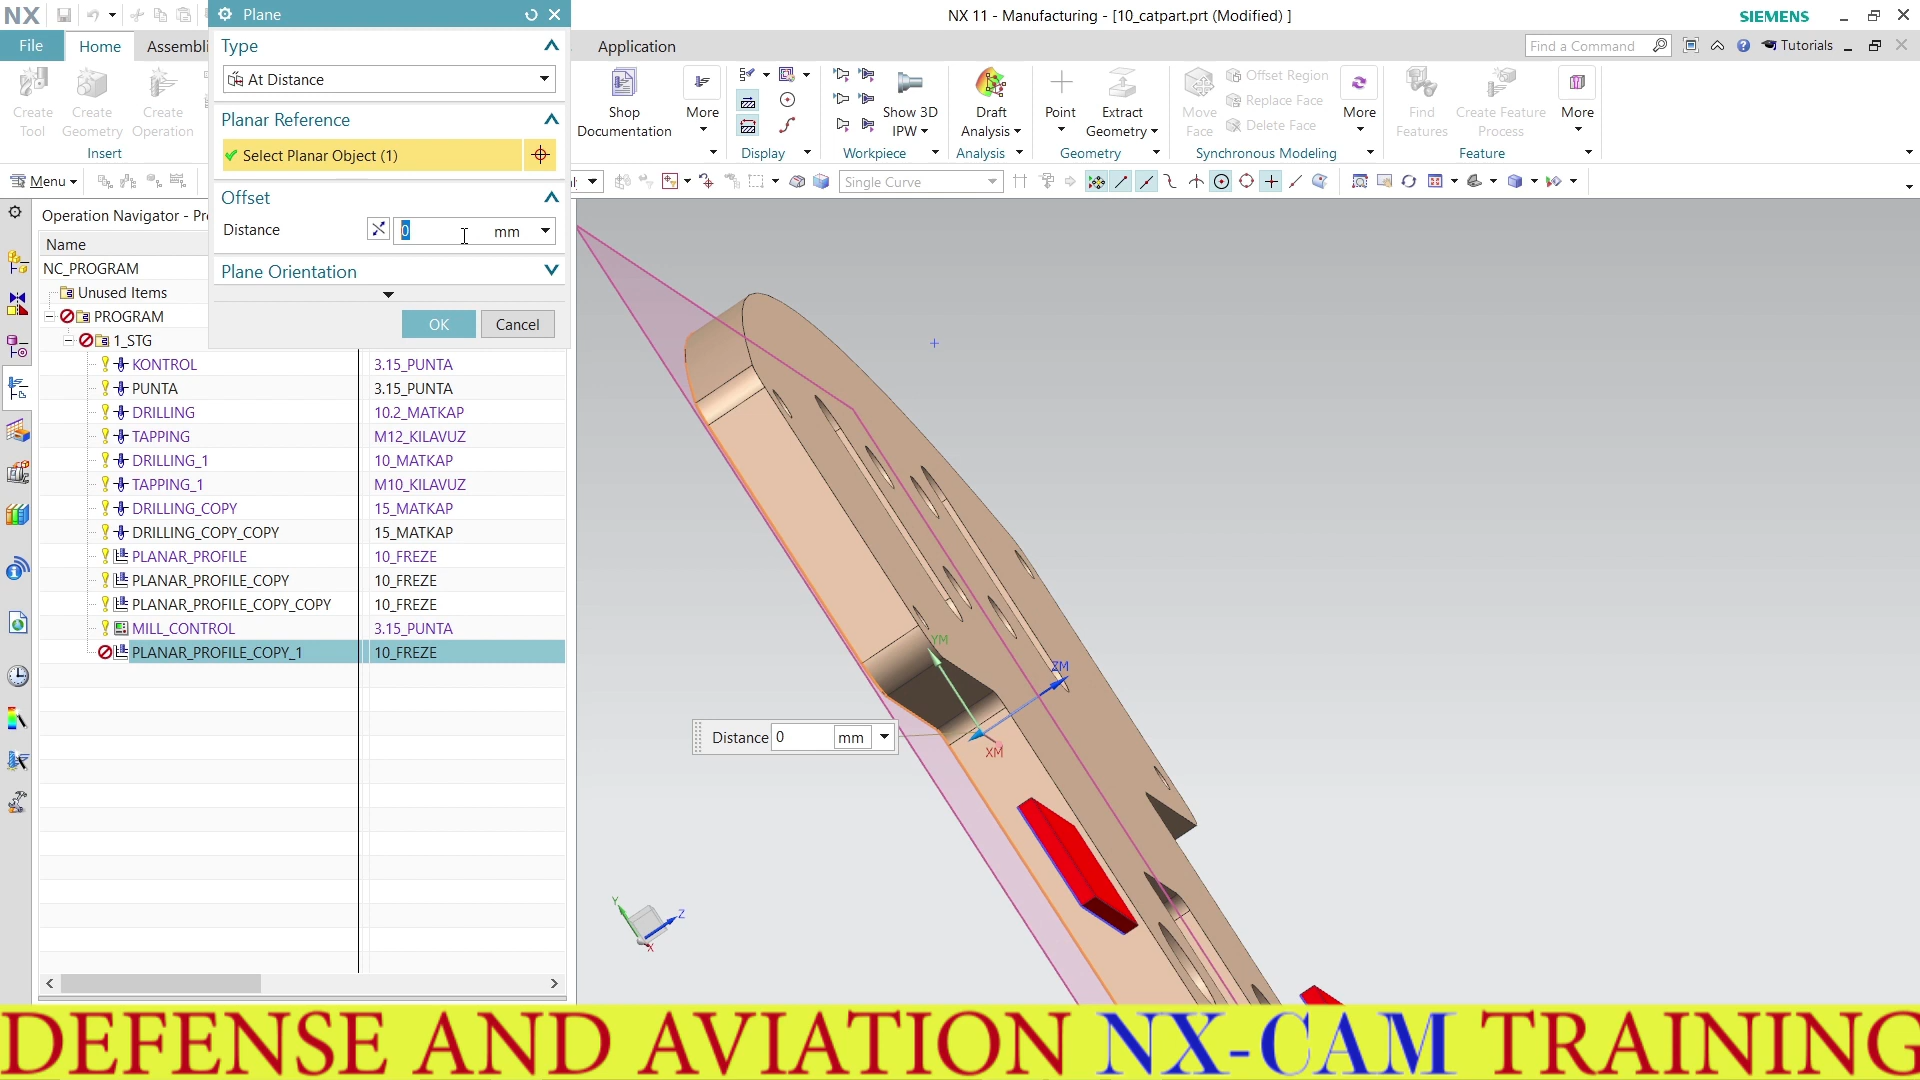 NX
Plane
NX 11 - Manufacturing - [10_catpart.prt (Modified) ]
SIEMENS
File
Home
Assembli
Application
Find a Command
Tutorials
Type
At Distance
Planar Reference
Select Planar Object (1)
Offset
Distance
0
mm
Plane Orientation
OK
Cancel
Create Tool
Create Geometry
Create Operation
Insert
Shop Documentation
More
Display
Show 3D IPW
Workpiece
Draft Analysis
Analysis
Point
Extract Geometry
Geometry
Move Face
Offset Region
Replace Face
Delete Face
More
Synchronous Modeling
Find Features
Create Feature Process
More
Feature
Menu
Single Curve
Operation Navigator - Pr
Name
NC_PROGRAM
Unused Items
PROGRAM
1_STG
KONTROL 3.15_PUNTA
PUNTA 3.15_PUNTA
DRILLING 10.2_MATKAP
TAPPING M12_KILAVUZ
DRILLING_1 10_MATKAP
TAPPING_1 M10_KILAVUZ
DRILLING_COPY 15_MATKAP
DRILLING_COPY_COPY 15_MATKAP
PLANAR_PROFILE 10_FREZE
PLANAR_PROFILE_COPY 10_FREZE
PLANAR_PROFILE_COPY_COPY 10_FREZE
MILL_CONTROL 3.15_PUNTA
PLANAR_PROFILE_COPY_1 10_FREZE
YM
ZM
XM
Distance 0 mm
Y
Z
X
DEFENSE AND AVIATION NX-CAM TRAINING